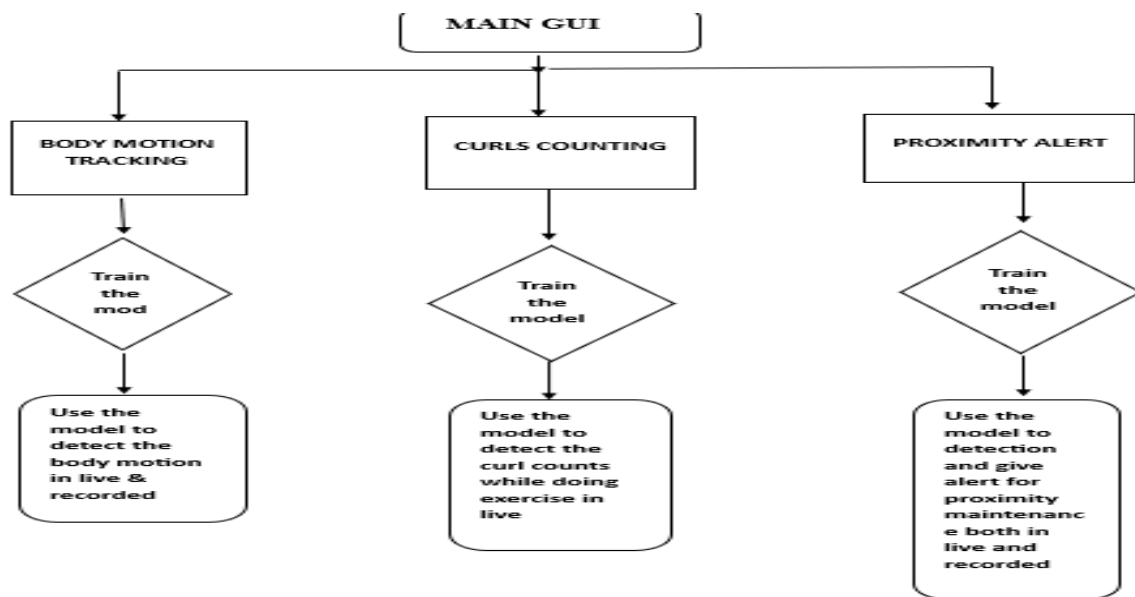 MAIN GUI
BODY MOTION
TRACKING
CURLS COUNTING
PROXIMITY ALERT
Train
the
mod
Train
the
model
Train
the
model
Use the
model to
detect the
body motion
in live &
recorded
Use the
model to
detect the
curl counts
while doing
exercise in
live
Use the
model to
detection
and give
alert for
proximity
maintenanc
e both in
live and
recorded